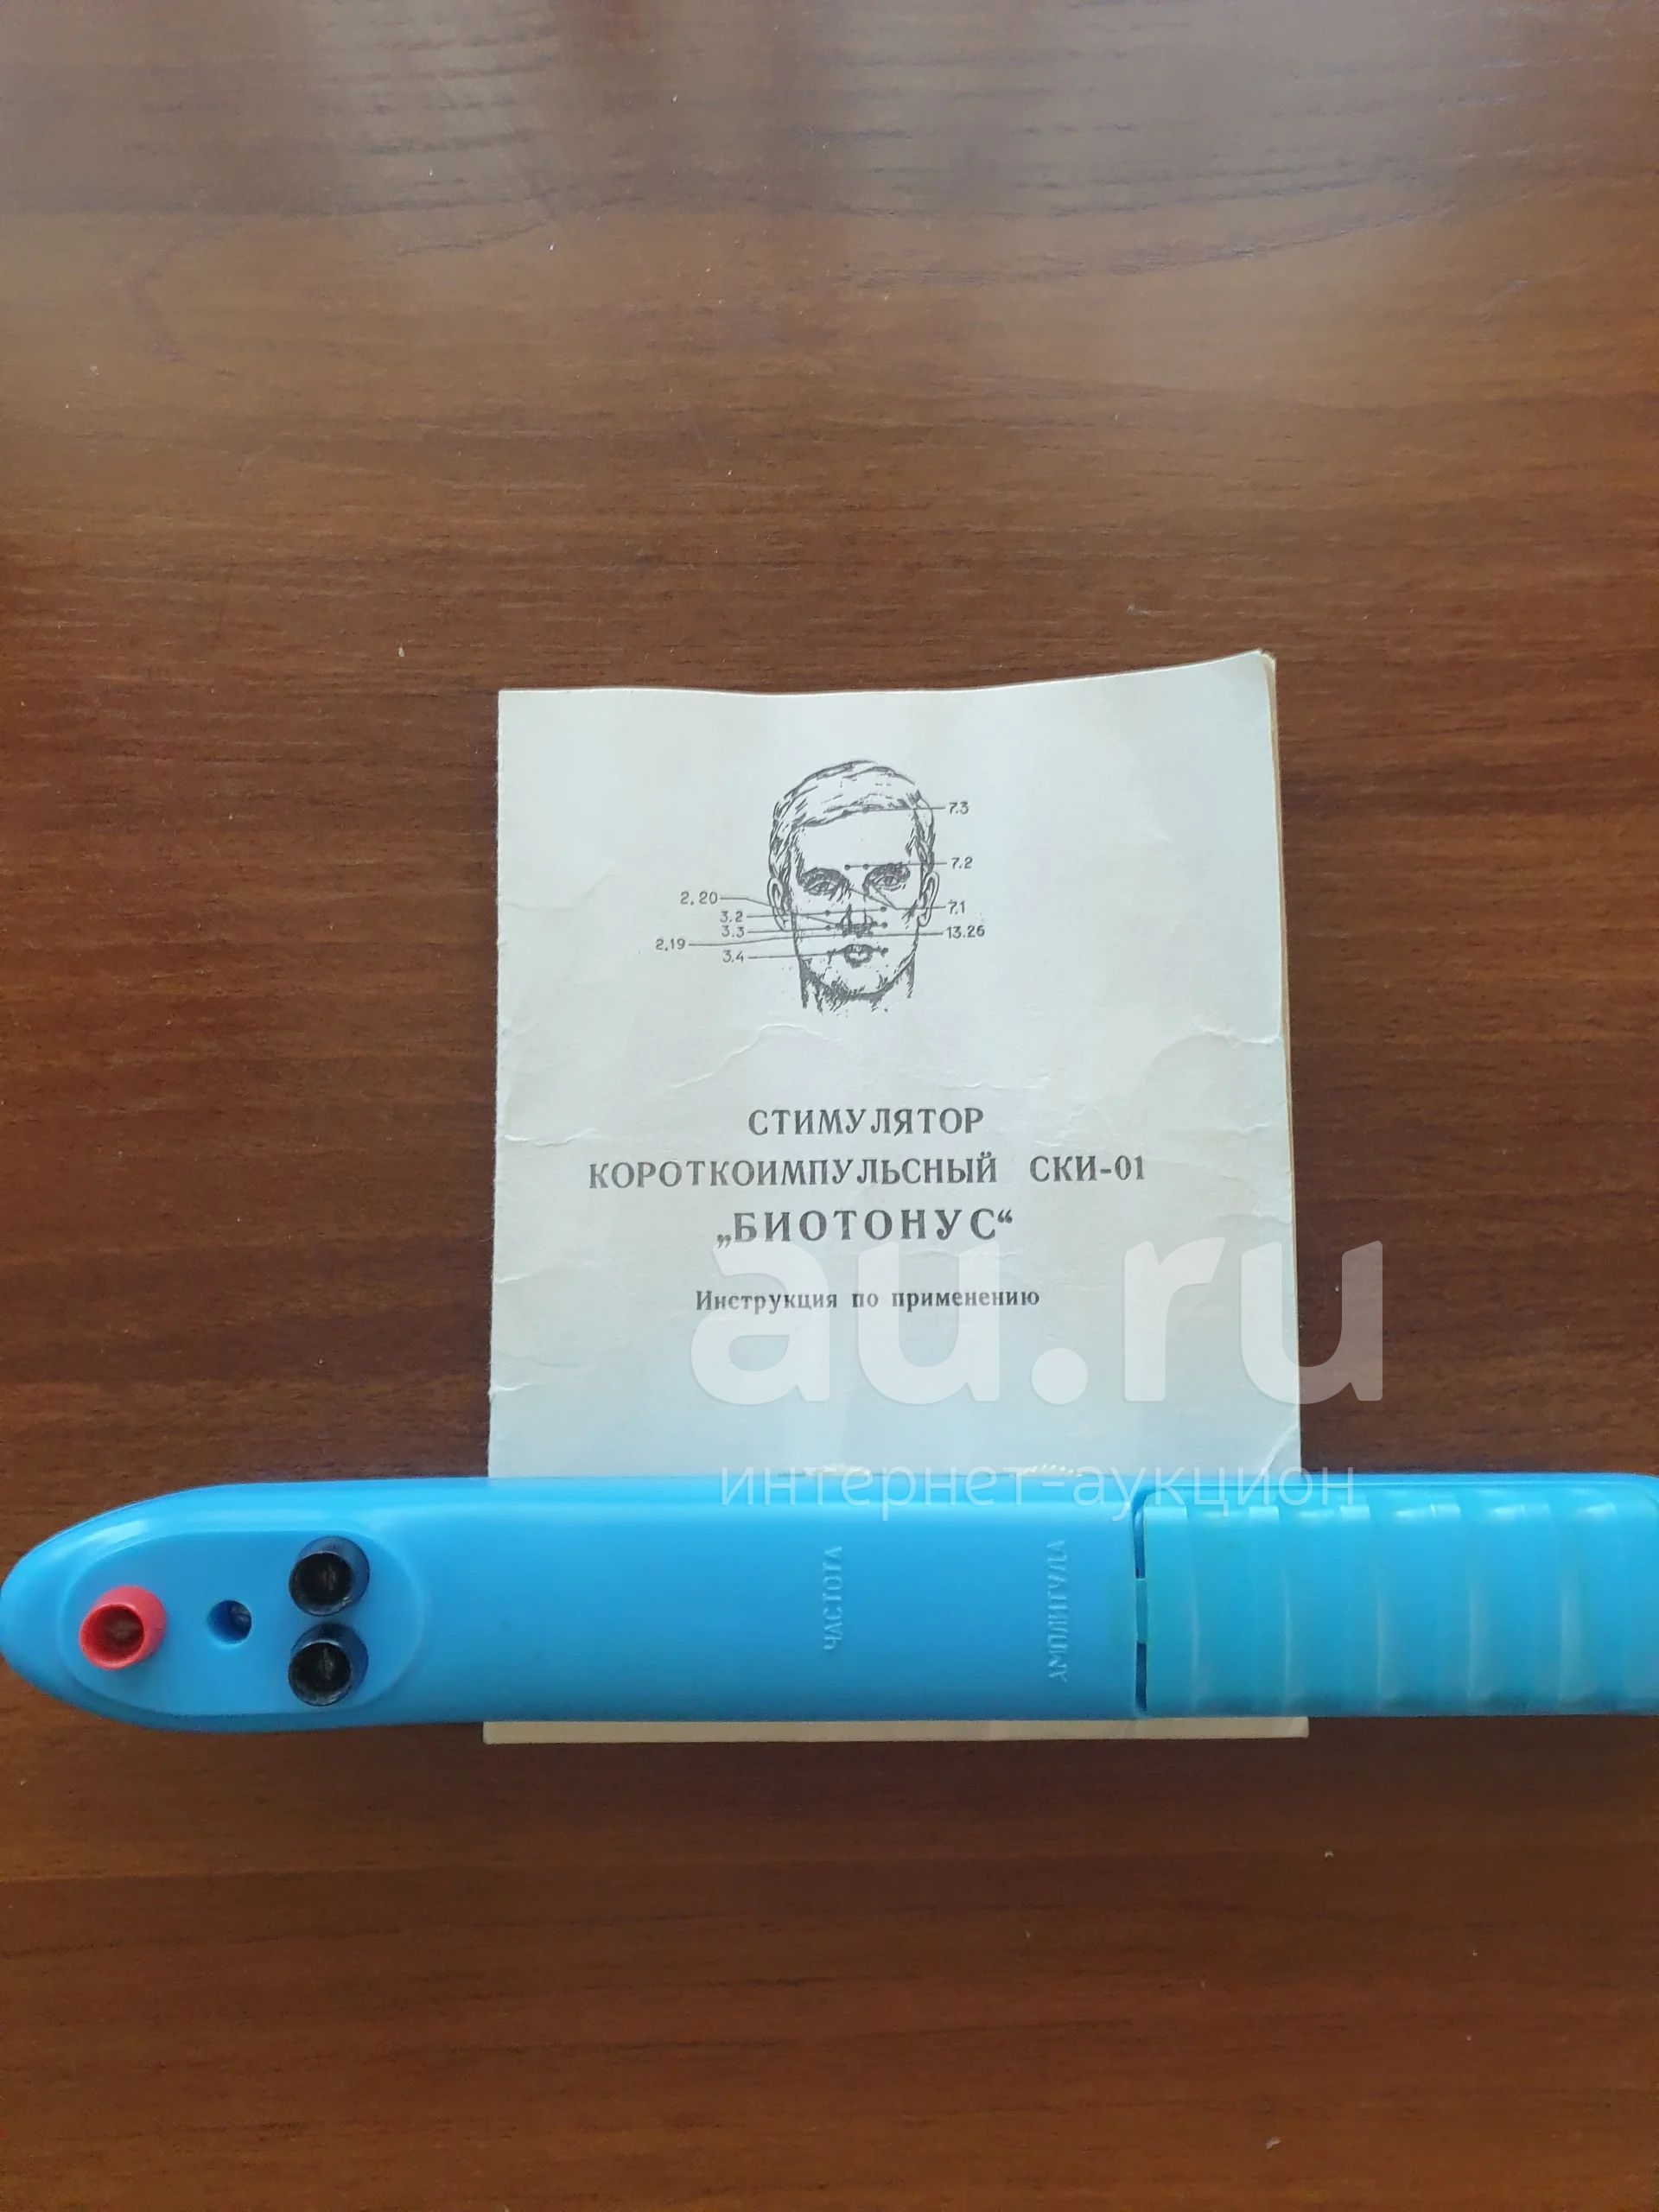 7.3
7.2
2.20
7.1
3.2
3.3
13.26
2.19
3.4
СТИМУЛЯТОР
КОРОТКОИМПУЛЬСНЫЙ СКИ-01
„БИОТОНУС“
Инструкция по применению
au.ru
интернет-аукцион
ЧАСТОТА
АМПЛИТУДА